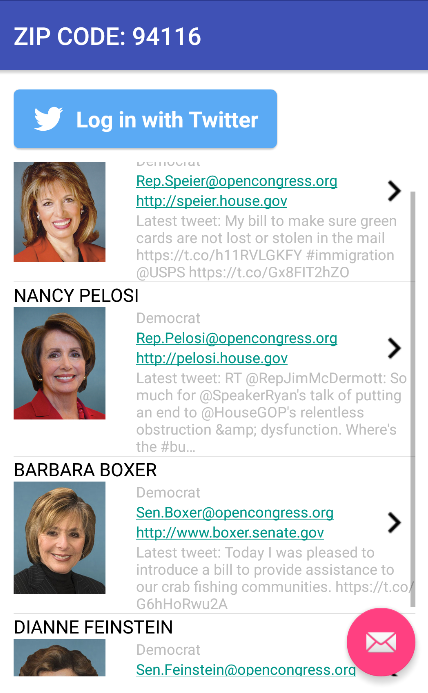 ZIP CODE: 94116
Log in with Twitter
Democrat
Rep.Speier@opencongress.org
http://speier.house.gov
Latest tweet: My bill to make sure green
cards are not lost or stolen in the mail
https://t.co/h11RVLGKFY #immigration
@USPS https://t.co/Gx8FIT2hZO
NANCY PELOSI
Democrat
Rep.Pelosi@opencongress.org
http://pelosi.house.gov
Latest tweet: RT @RepJimMcDermott: So
much for @SpeakerRyan's talk of putting
an end to @HouseGOP's relentless
obstruction &amp; dysfunction. Where's
the #bu...
BARBARA BOXER
Democrat
Sen.Boxer@opencongress.org
http://www.boxer.senate.gov
Latest tweet: Today I was pleased to
introduce a bill to provide assistance to
our crab fishing communities. https://t.co/
G6hHoRwu2A
DIANNE FEINSTEIN
Democrat
Sen.Feinstein@opencongress.org